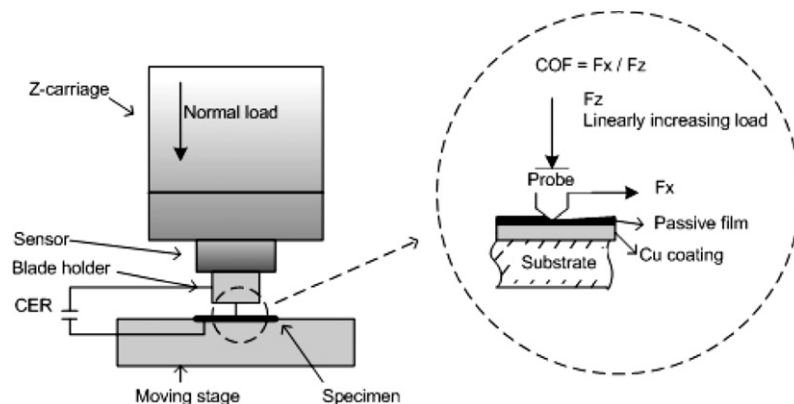 Z-carriage
Normal load
Sensor
Blade holder
CER
Moving stage
Specimen
COF = Fx / Fz
Fz
Linearly increasing load
Probe
Fx
Passive film
Cu coating
Substrate